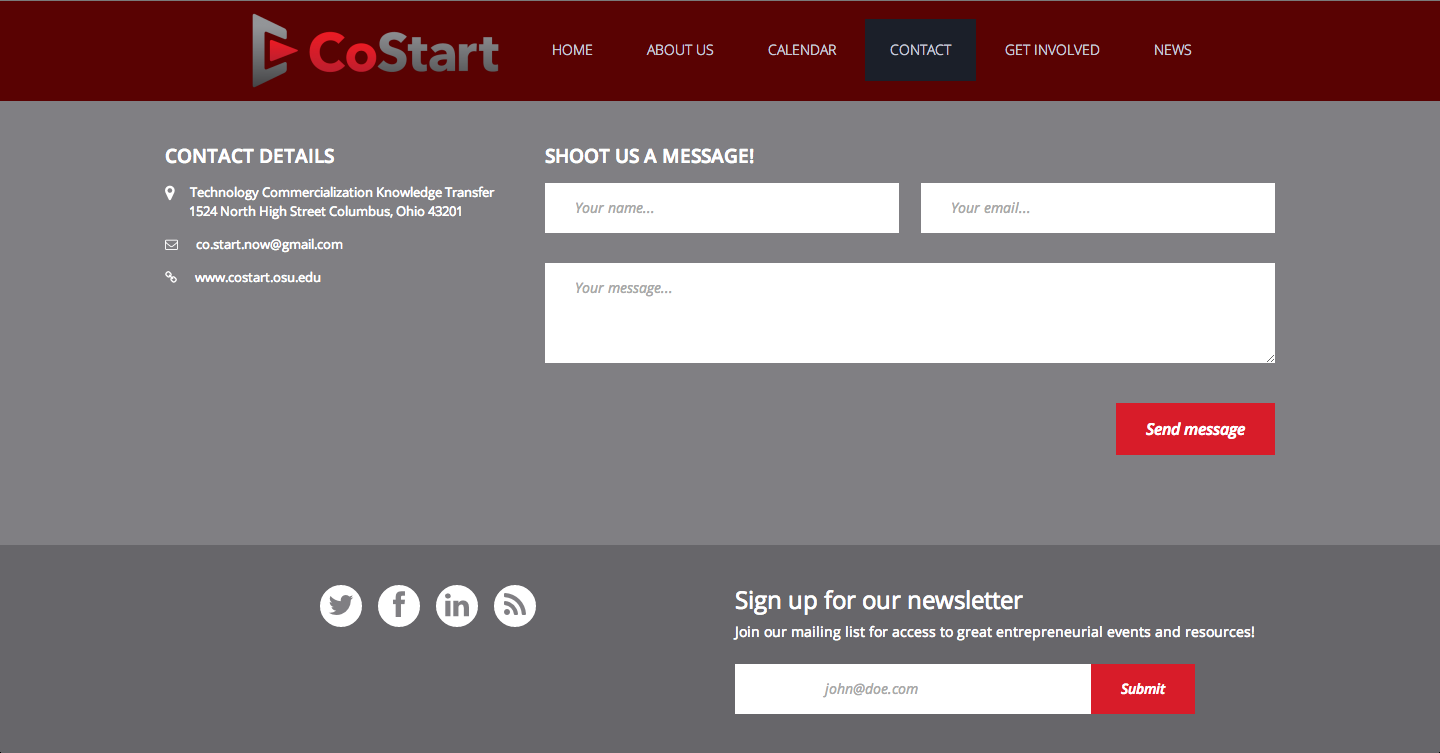 CoStart
HOME
ABOUT US
CALENDAR
CONTACT
GET INVOLVED
NEWS
CONTACT DETAILS
Technology Commercialization Knowledge Transfer
1524 North High Street Columbus, Ohio 43201
co.start.now@gmail.com
www.costart.osu.edu
SHOOT US A MESSAGE!
Your name...
Your email...
Your message...
Send message
Sign up for our newsletter
Join our mailing list for access to great entrepreneurial events and resources!
john@doe.com
Submit